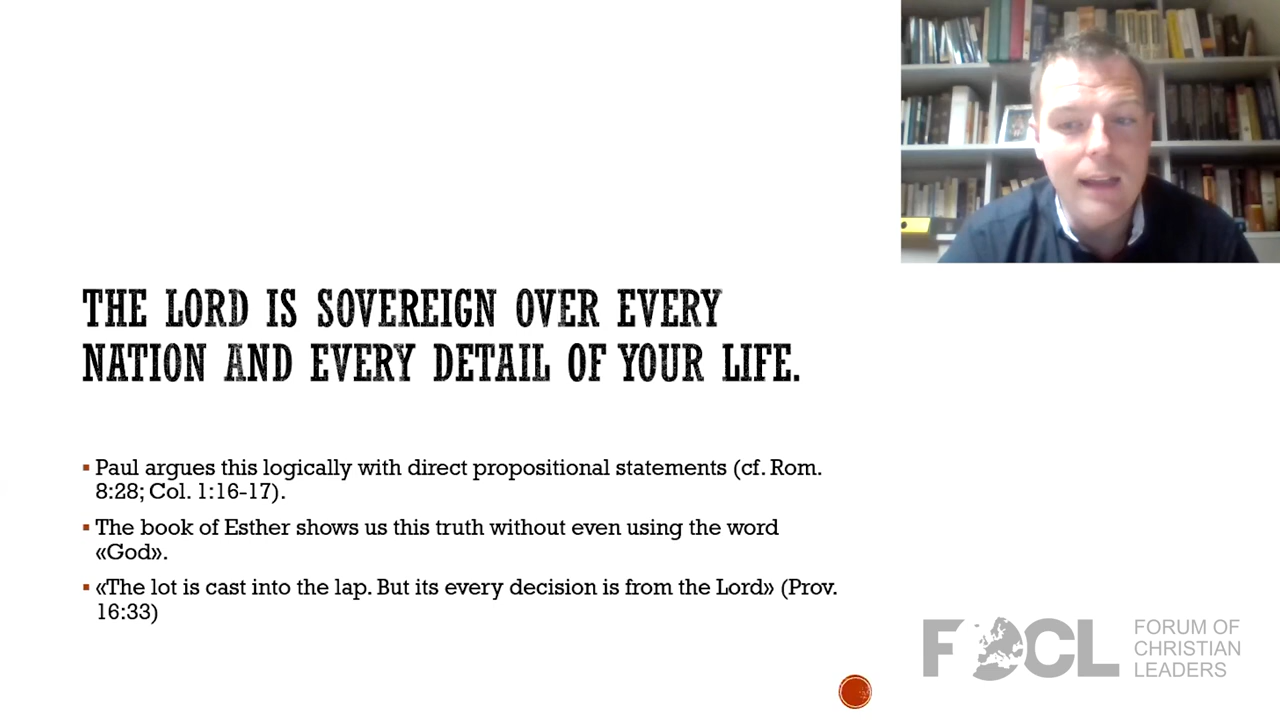 THE LORD IS SOVEREIGN OVER EVERY
NATION AND EVERY DETAIL OF YOUR LIFE.
▪ Paul argues this logically with direct propositional statements (cf. Rom.
8:28; Col. 1:16-17).
▪ The book of Esther shows us this truth without even using the word
«God».
▪ «The lot is cast into the lap. But its every decision is from the Lord» (Prov.
16:33)
FOCL
FORUM OF
CHRISTIAN
LEADERS